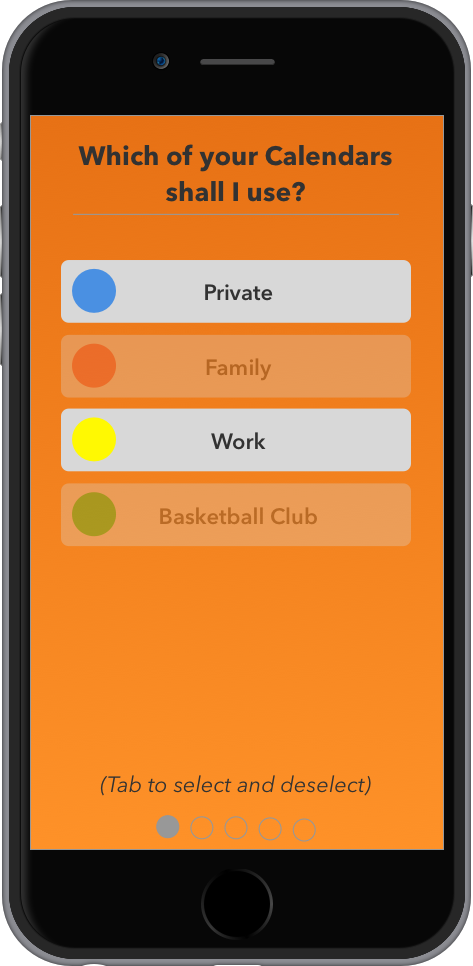 Which of your Calendars
shall I use?
Private
Family
Work
Basketball Club
(Tab to select and deselect)